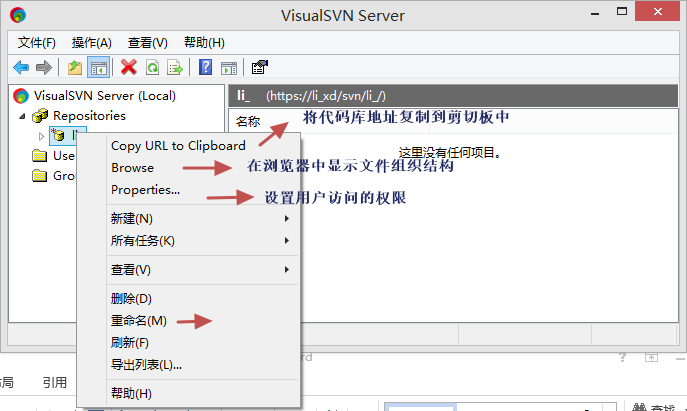 VisualSVN Server
文件(F) 操作(A) 查看(V) 帮助(H)
VisualSVN Server (Local)
Repositories
li_ (https://li_xd/svn/li_/)
名称
将代码库地址复制到剪切板中
这里没有任何项目。
Use
Gro
Copy URL to Clipboard
Browse
在浏览器中显示文件组织结构
Properties...
设置用户访问的权限
新建(N)
所有任务(K)
查看(V)
删除(D)
重命名(M)
刷新(F)
导出列表(L)...
帮助(H)
rd
布局 引用
查找